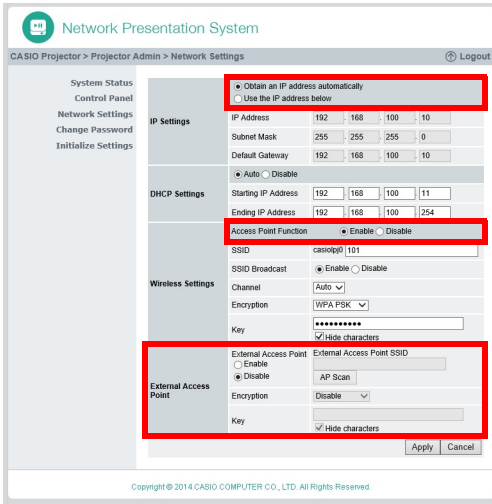 Network Presentation System
CASIO Projector > Projector Admin > Network Settings
Logout
System Status
Control Panel
Network Settings
Change Password
Initialize Settings
IP Settings
Obtain an IP address automatically
Use the IP address below
IP Address 192 . 168 . 100 . 10
Subnet Mask 255 . 255 . 255 . 0
Default Gateway 192 . 168 . 100 . 10
DHCP Settings
Auto Disable
Starting IP Address 192 . 168 . 100 . 11
Ending IP Address 192 . 168 . 100 . 254
Wireless Settings
Access Point Function Enable Disable
SSID casiolpj0 101
SSID Broadcast Enable Disable
Channel Auto
Encryption WPA PSK
Key ••••••••••
Hide characters
External Access Point
External Access Point External Access Point SSID
Enable
Disable AP Scan
Encryption Disable
Key
Hide characters
Apply Cancel
Copyright © 2014 CASIO COMPUTER CO., LTD. All Rights Reserved.